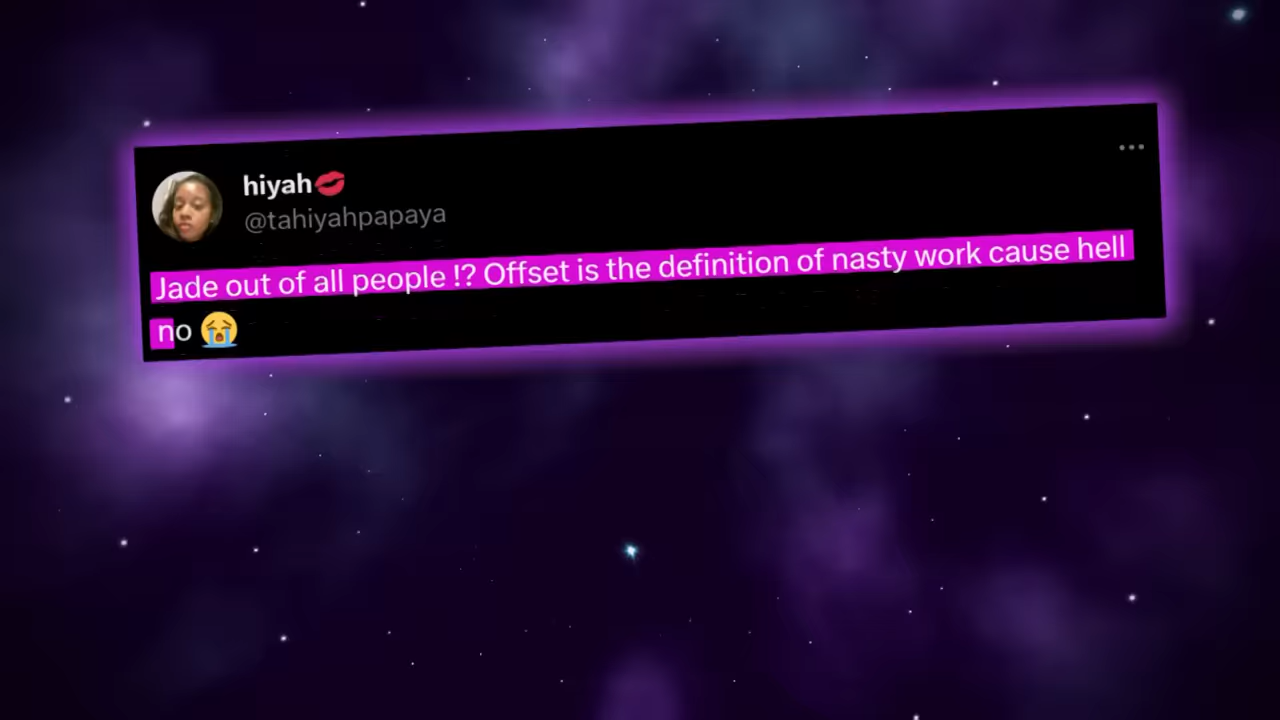 hiyah💋
@tahiyahpapaya
Jade out of all people !? Offset is the definition of nasty work cause hell
no 😭